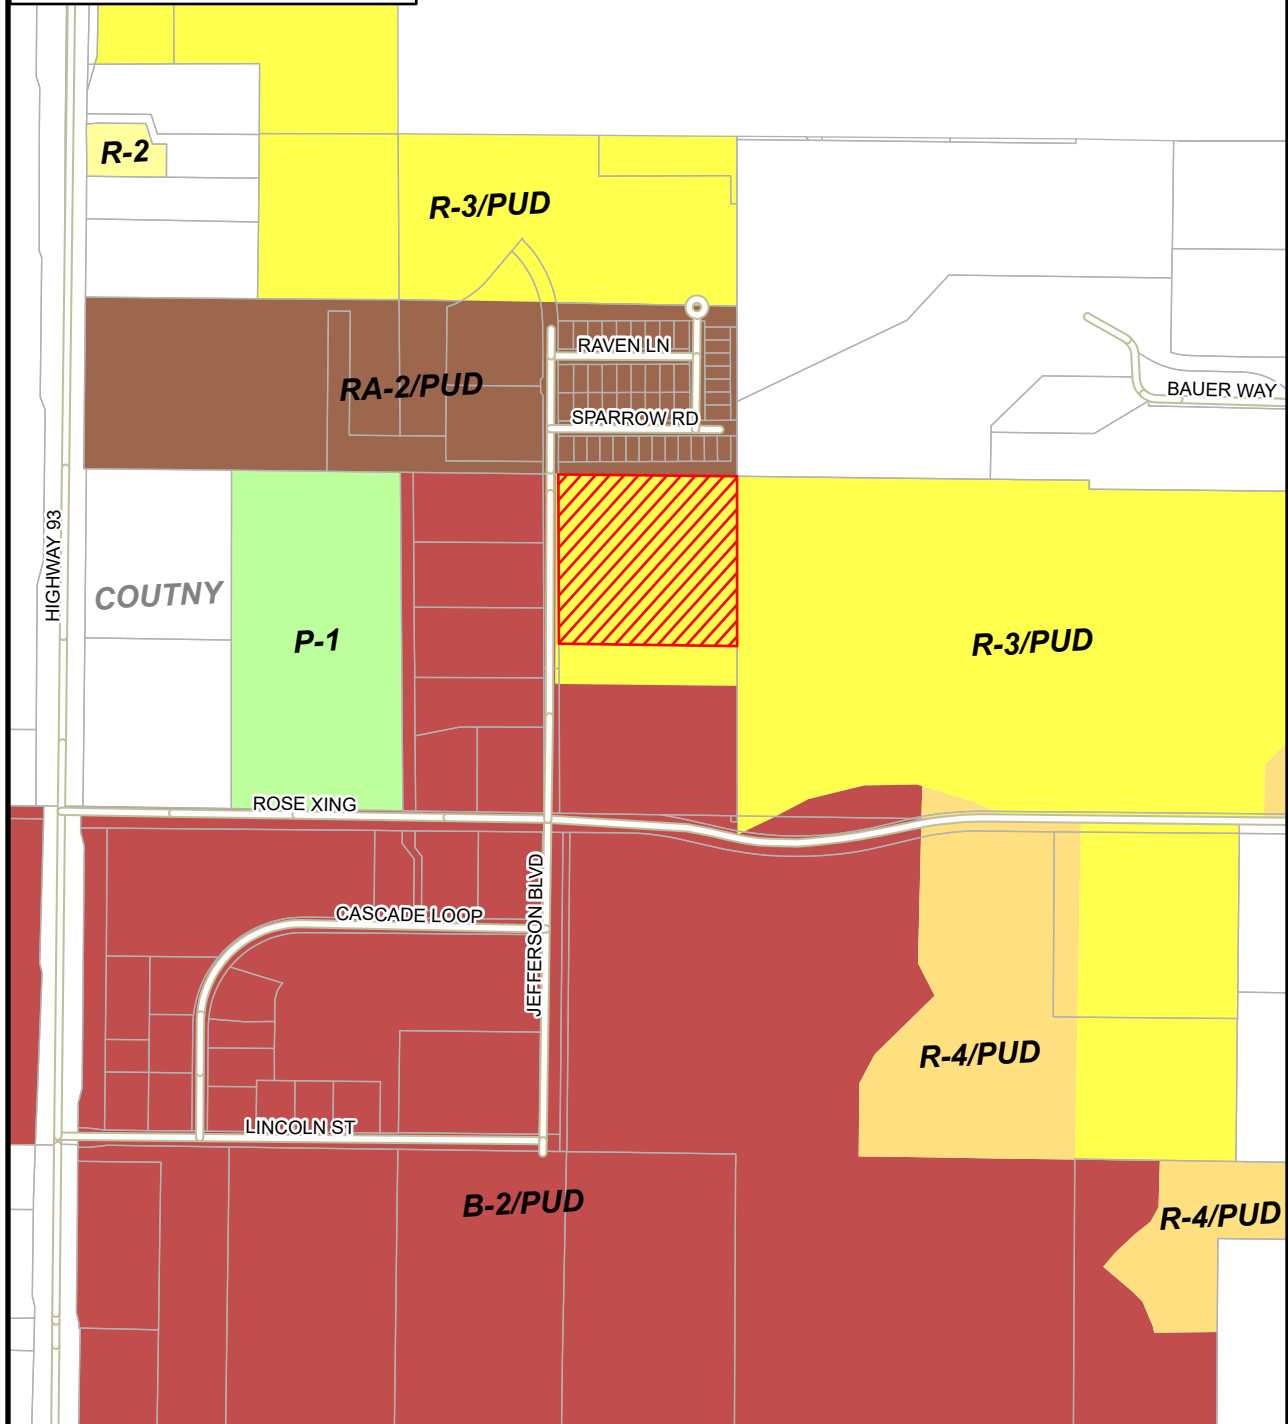 R-2
R-3/PUD
RAVEN LN
RA-2/PUD
BAUER WAY
SPARROW RD
HIGHWAY 93
COUTNY
P-1
R-3/PUD
ROSE XING
JEFFERSON BLVD
CASCADE LOOP
R-4/PUD
LINCOLN ST
B-2/PUD
R-4/PUD